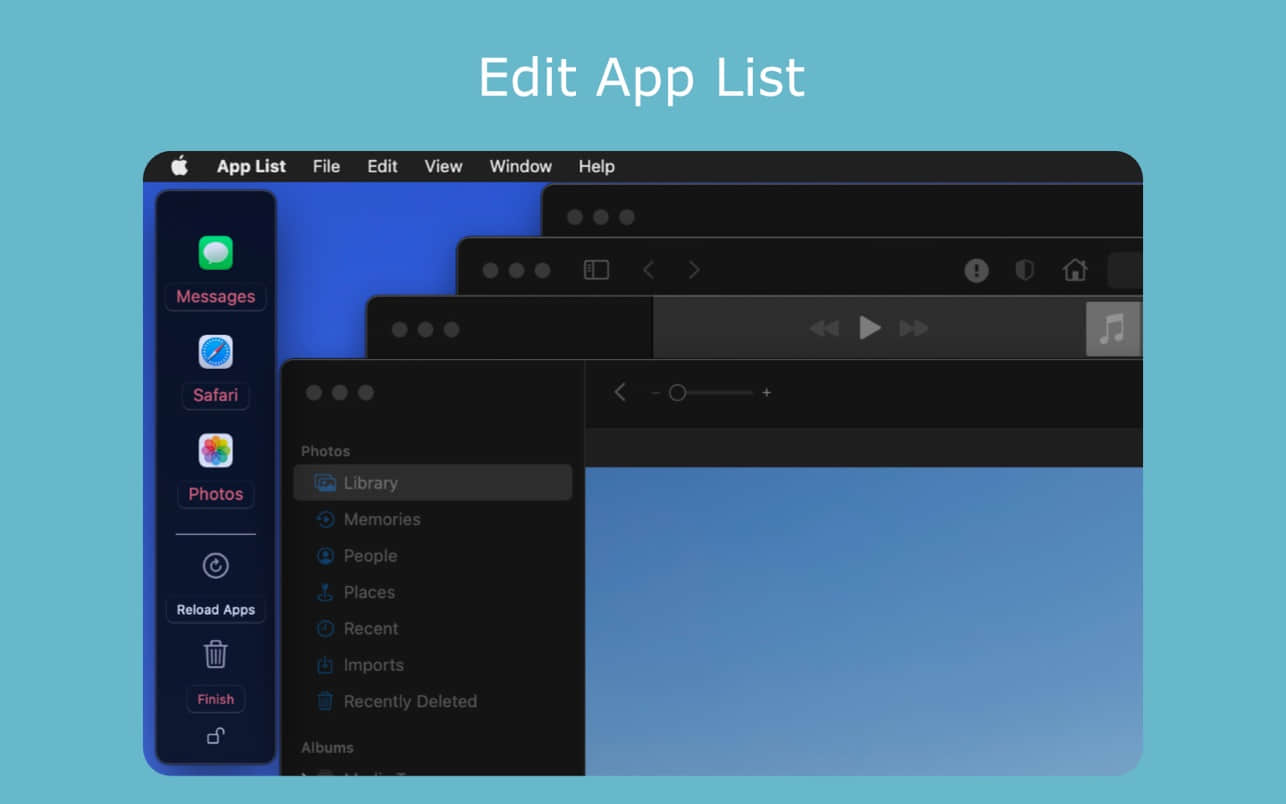 Edit App List
App List File Edit View Window Help
Messages
Safari
Photos
Reload Apps
Finish
Photos
Library
Memories
People
Places
Recent
Imports
Recently Deleted
Albums